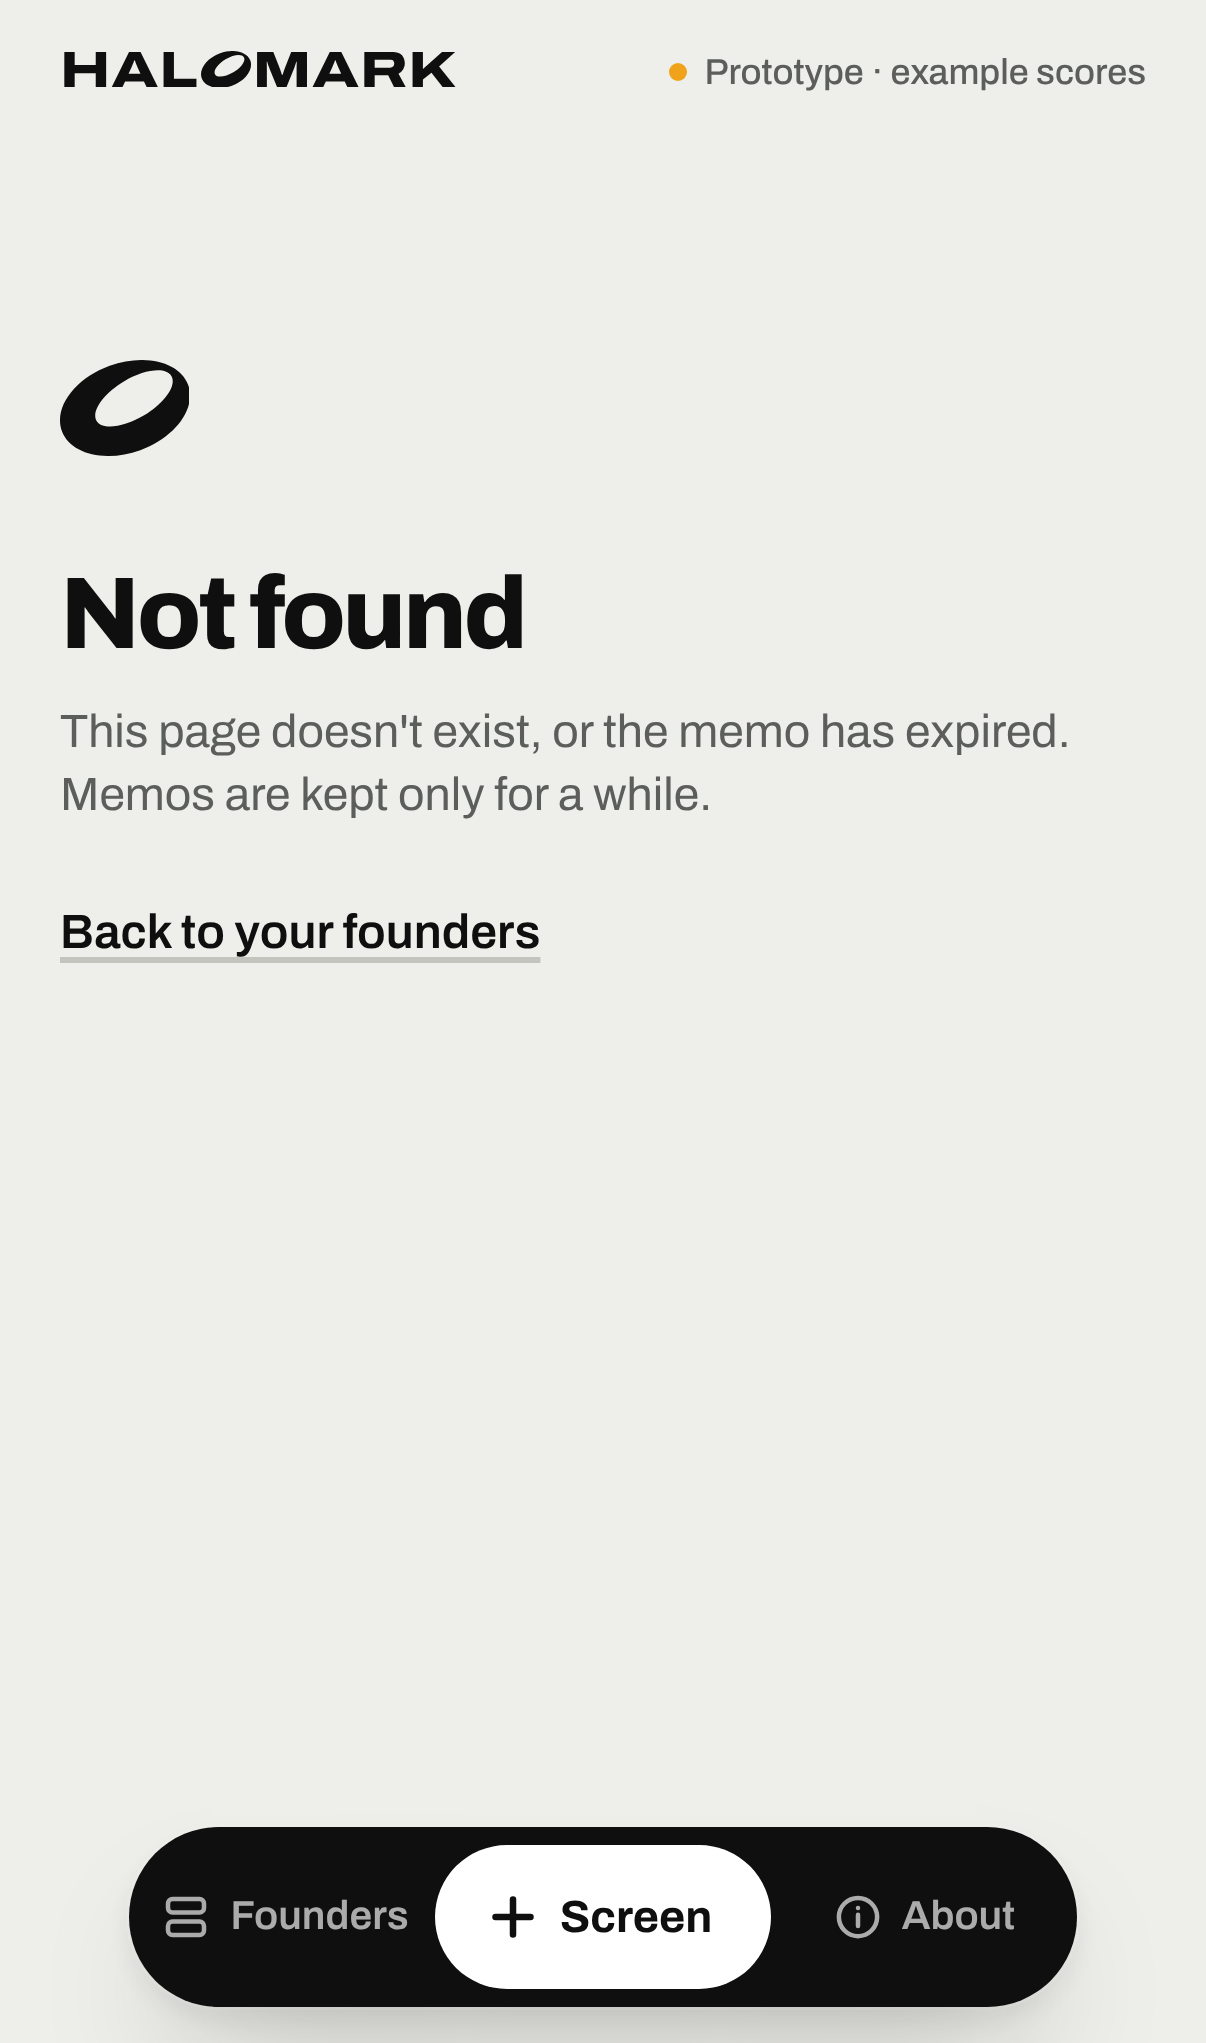 HALOMARK
Prototype · example scores
Not found
This page doesn't exist, or the memo has expired.
Memos are kept only for a while.
Back to your founders
Founders
Screen
About